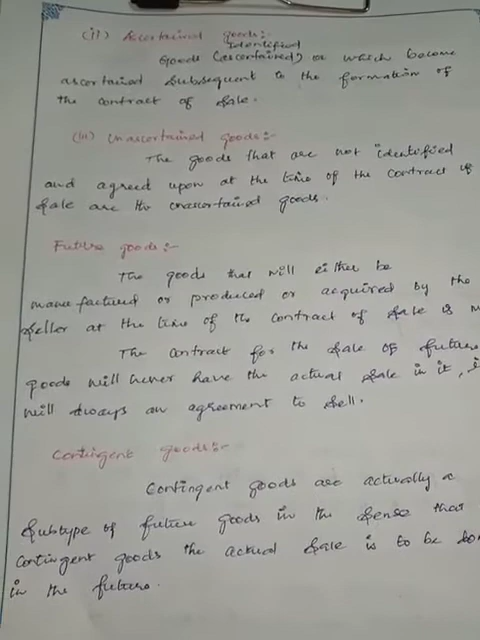 (ii) Ascertained goods:-
Identified
Goods (ascertained) or which become
ascertained subsequent to the formation of
the contract of sale.
(iii) Unascertained goods:-
The goods that are not identified
and agreed upon at the time of the contract of
sale are the unascertained goods.
Future goods:-
The goods that will either be
manufactured or produced or acquired by the
seller at the time of the contract of sale is
The contract for the sale of future
goods will never have the actual sale in it,
will always an agreement to sell.
Contingent goods:-
Contingent goods are actually a
subtype of future goods in the sense that
contingent goods the actual sale is to be
in the future.